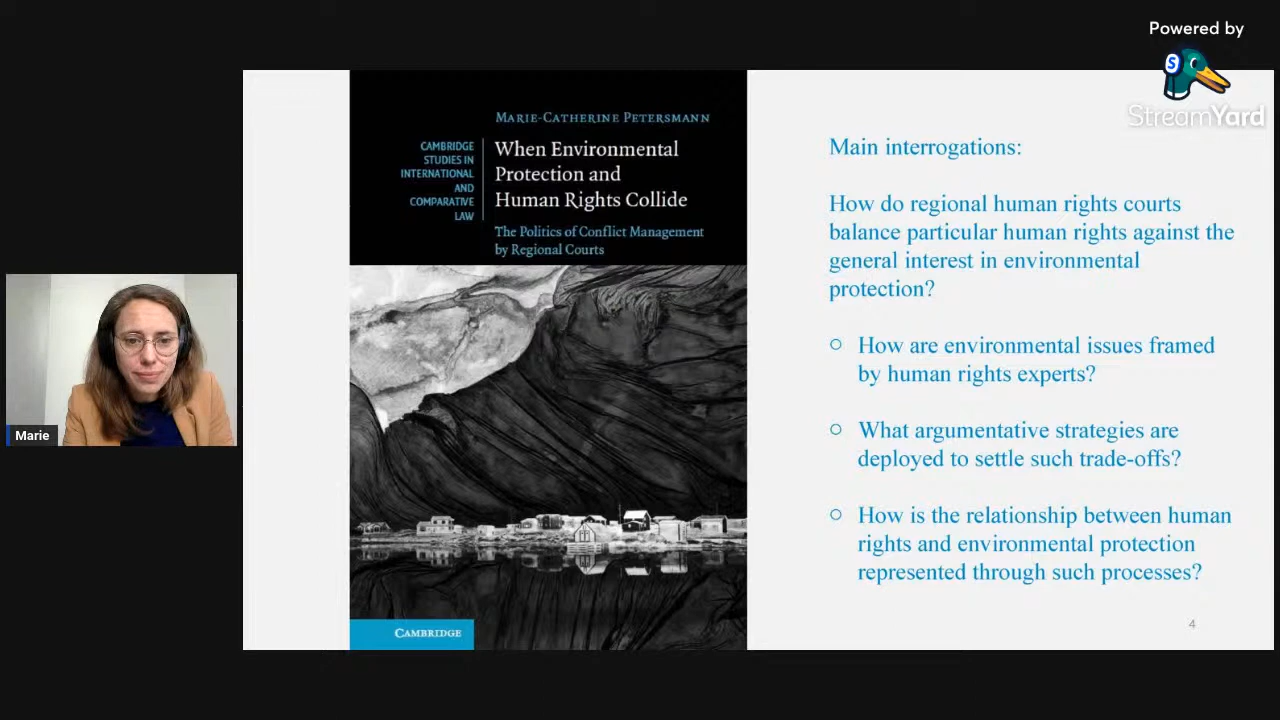 Powered by
S
StreamYard
MARIE-CATHERINE PETERSMANN
CAMBRIDGE
STUDIES IN
INTERNATIONAL
AND
COMPARATIVE
LAW
When Environmental
Protection and
Human Rights Collide
The Politics of Conflict Management
by Regional Courts
CAMBRIDGE
Main interrogations:
How do regional human rights courts
balance particular human rights against the
general interest in environmental
protection?
○ How are environmental issues framed
by human rights experts?
○ What argumentative strategies are
deployed to settle such trade-offs?
○ How is the relationship between human
rights and environmental protection
represented through such processes?
4
Marie